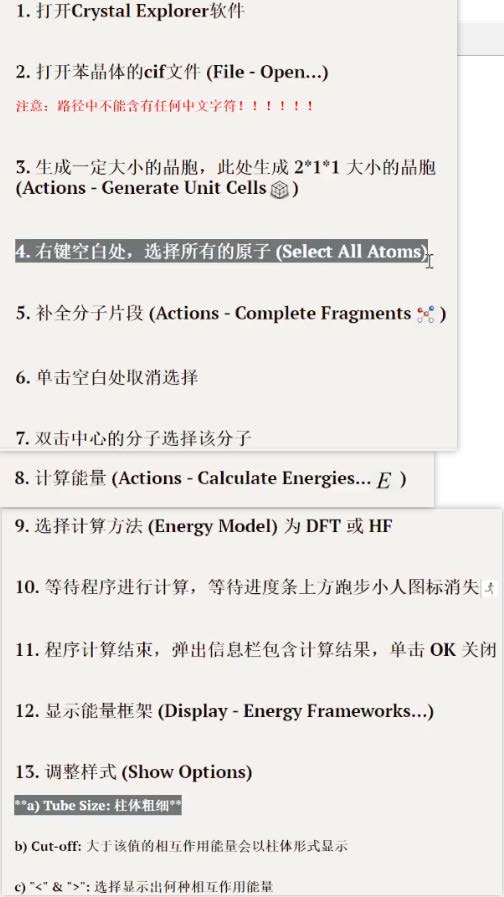 1. 打开Crystal Explorer软件
2. 打开苯晶体的cif文件 (File - Open...)
注意：路径中不能含有任何中文字符！！！！！！
3. 生成一定大小的晶胞，此处生成 2*1*1 大小的晶胞
(Actions - Generate Unit Cells )
4. 右键空白处，选择所有的原子 (Select All Atoms)
5. 补全分子片段 (Actions - Complete Fragments )
6. 单击空白处取消选择
7. 双击中心的分子选择该分子
8. 计算能量 (Actions - Calculate Energies... E )
9. 选择计算方法 (Energy Model) 为 DFT 或 HF
10. 等待程序进行计算，等待进度条上方跑步小人图标消失
11. 程序计算结束，弹出信息栏包含计算结果，单击 OK 关闭
12. 显示能量框架 (Display - Energy Frameworks...)
13. 调整样式 (Show Options)
**a) Tube Size: 柱体粗细**
b) Cut-off: 大于该值的相互作用能量会以柱体形式显示
c) "<" & ">": 选择显示出何种相互作用能量